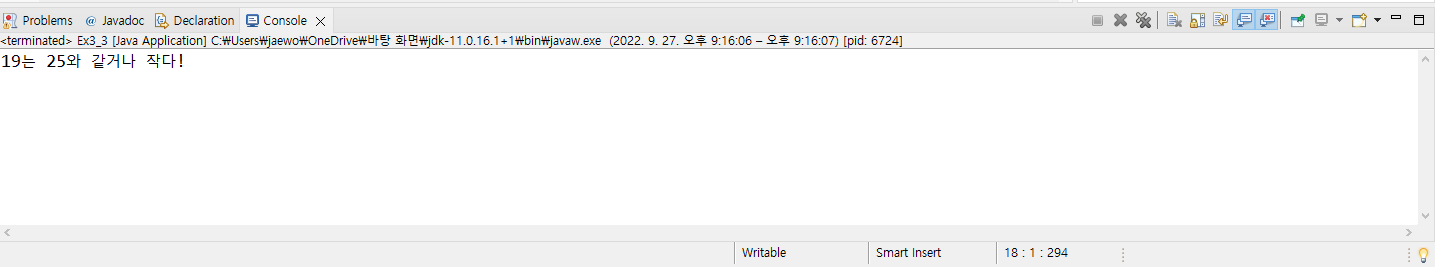 Problems @ Javadoc Declaration Console
<terminated> Ex3_3 [Java Application] C:₩Users₩jaewo₩OneDrive₩바탕 화면₩jdk-11.0.16.1+1₩bin₩javaw.exe (2022. 9. 27. 오후 9:16:06 – 오후 9:16:07) [pid: 6724]
19는 25와 같거나 작다!
Writable Smart Insert 18 : 1 : 294